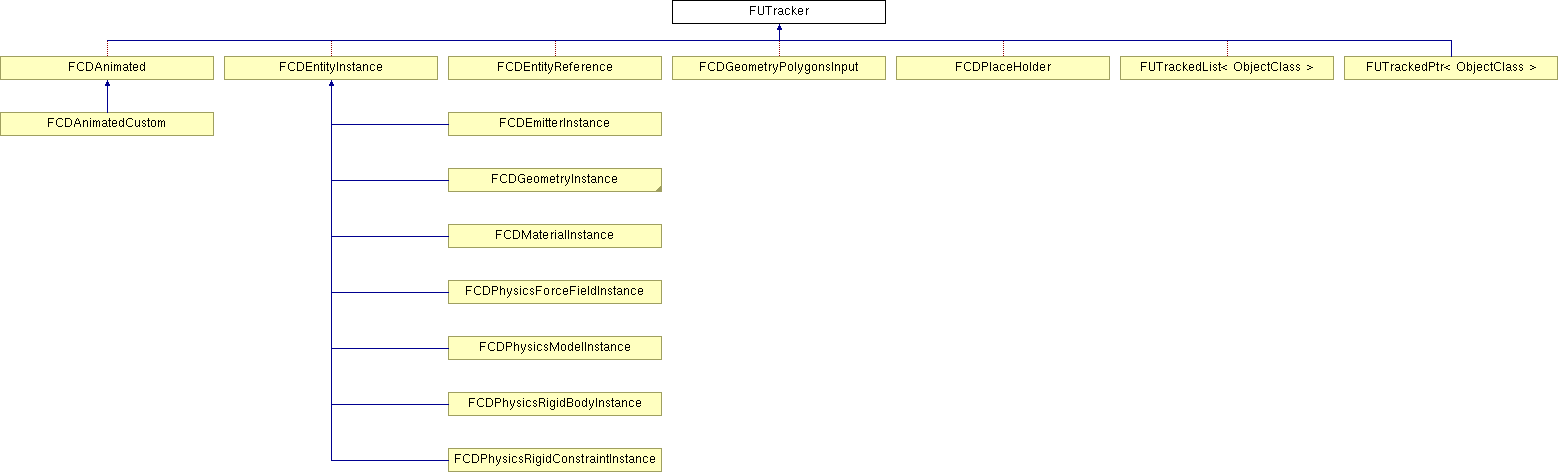 FUTracker
FCDAnimated
FCDEntityInstance
FCDEntityReference
FCDGeometryPolygonsInput
FCDPlaceHolder
FUTrackedList< ObjectClass >
FUTrackedPtr< ObjectClass >
FCDAnimatedCustom
FCDEmitterInstance
FCDGeometryInstance
FCDMaterialInstance
FCDPhysicsForceFieldInstance
FCDPhysicsModelInstance
FCDPhysicsRigidBodyInstance
FCDPhysicsRigidConstraintInstance